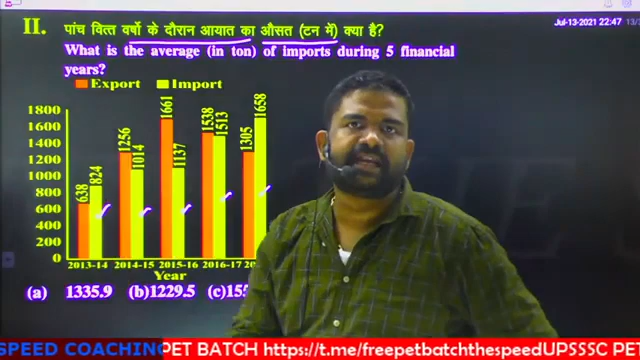 II. पांच वित्त वर्षो के दौरान आयात का औसत (टन में) क्या है?
Jul-13-2021 22:47
What is the average (in ton) of imports during 5 financial
years?
Export Import
1800
1600
1400
1200
1000
800
600
400
200
0
638 824 1256 1014 1661 1137 1538 1513 1305 1658
2013-14 2014-15 2015-16 2016-17
Year
(a) 1335.9 (b)1229.5
SPEED COACHING PET BATCH https://t.me/freepetbatchthespeedUPSSSC PET